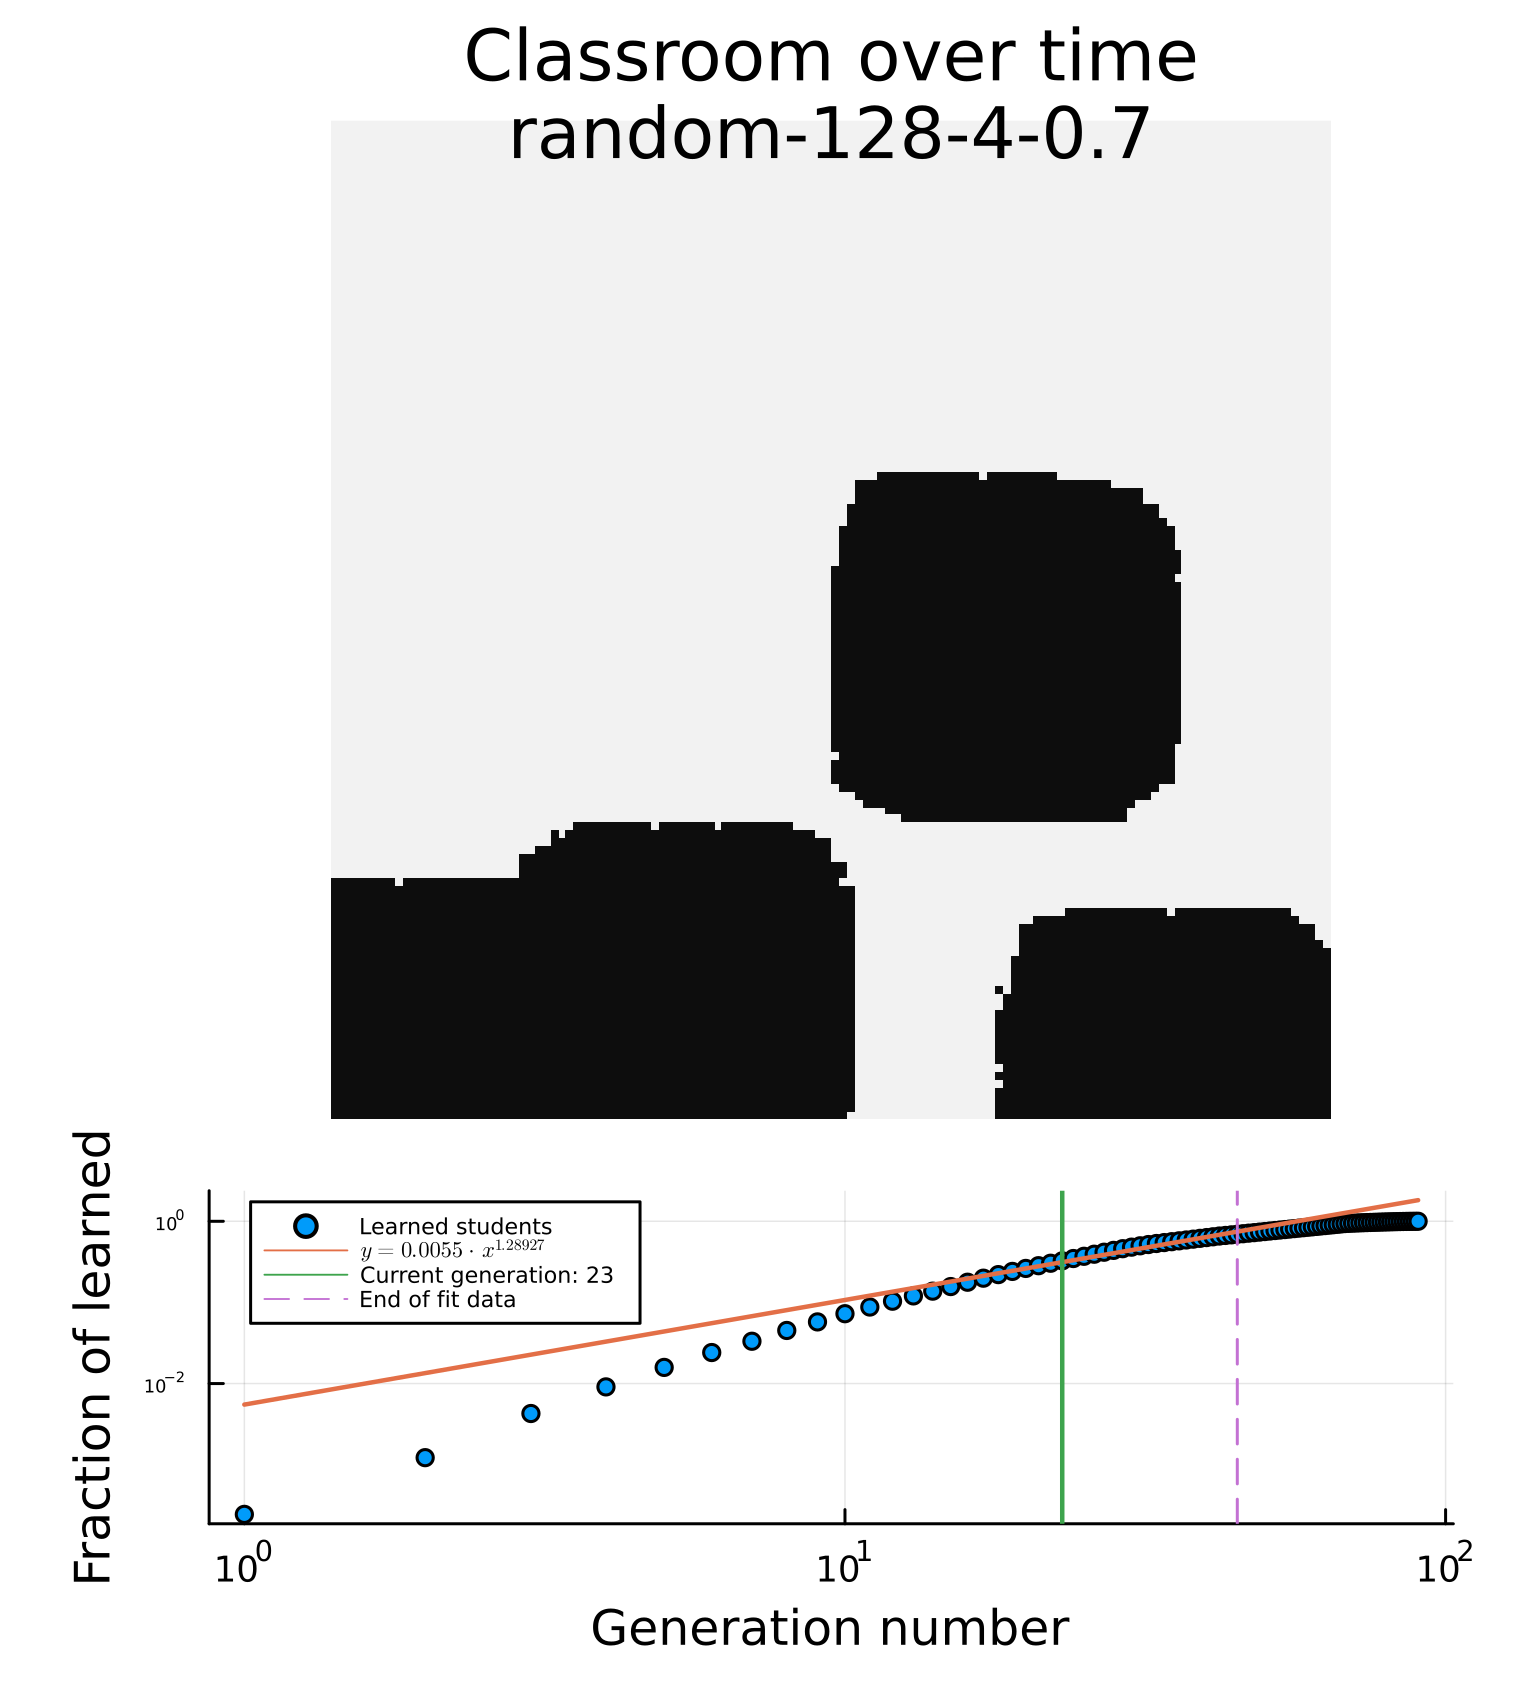 Classroom over time
random-128-4-0.7
Fraction of learned
10⁰
10⁻²
Learned students
y = 0.0055 · x^1.28927
Current generation: 23
End of fit data
10⁰
10¹
10²
Generation number